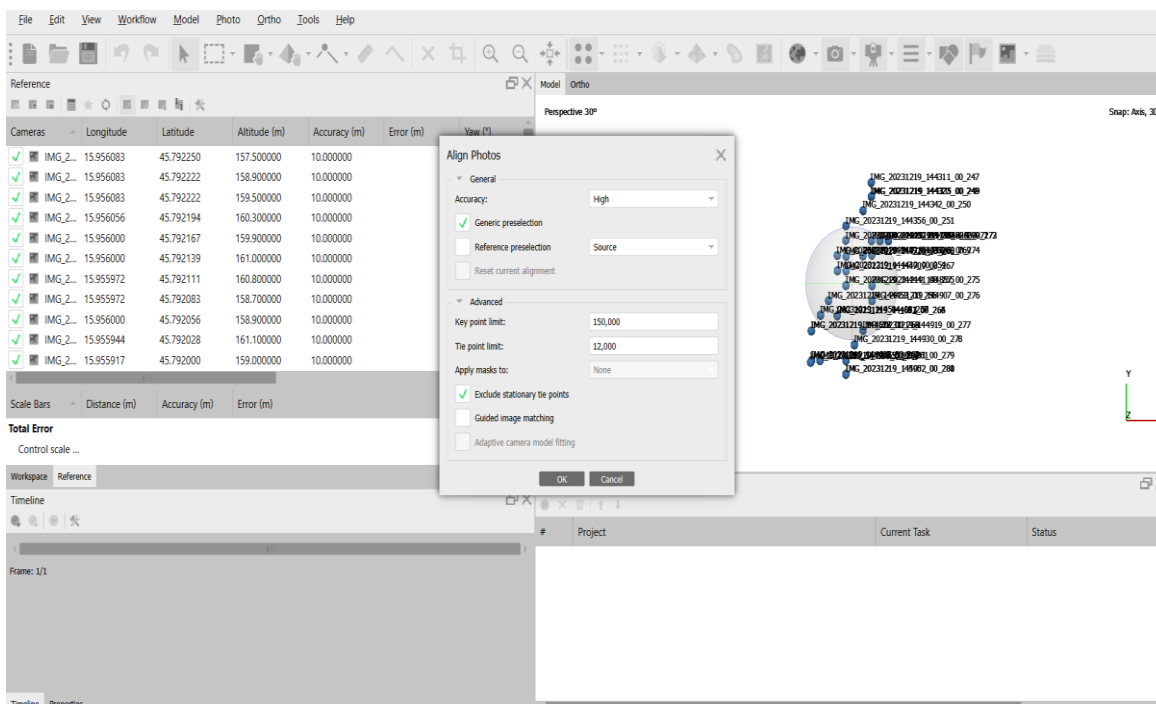 File Edit View Workflow Model Photo Ortho Tools Help
Reference
Cameras Longitude Latitude Altitude (m) Accuracy (m) Error (m) Yaw (°)
IMG_2... 15.956083 45.792250 157.500000 10.000000
IMG_2... 15.956083 45.792222 158.900000 10.000000
IMG_2... 15.956083 45.792222 159.500000 10.000000
IMG_2... 15.956056 45.792194 160.300000 10.000000
IMG_2... 15.956000 45.792167 159.900000 10.000000
IMG_2... 15.956000 45.792139 161.000000 10.000000
IMG_2... 15.955972 45.792111 160.800000 10.000000
IMG_2... 15.955972 45.792083 158.700000 10.000000
IMG_2... 15.956000 45.792056 158.900000 10.000000
IMG_2... 15.955944 45.792028 161.100000 10.000000
IMG_2... 15.955917 45.792000 159.000000 10.000000
Scale Bars Distance (m) Accuracy (m) Error (m)
Total Error
Control scale ...
Workspace Reference
Timeline
Frame: 1/1
Timeline Properties
Align Photos
General
Accuracy: High
Generic preselection
Reference preselection Source
Reset current alignment
Advanced
Key point limit: 150,000
Tie point limit: 12,000
Apply masks to: None
Exclude stationary tie points
Guided image matching
Adaptive camera model fitting
OK Cancel
Model Ortho
Perspective 30° Snap: Axis, 30
IMG_20231219_144311_00_247
IMG_20231219_144342_00_250
IMG_20231219_144356_00_251
IMG_20231219_144930_00_278
Y
Z
# Project Current Task Status